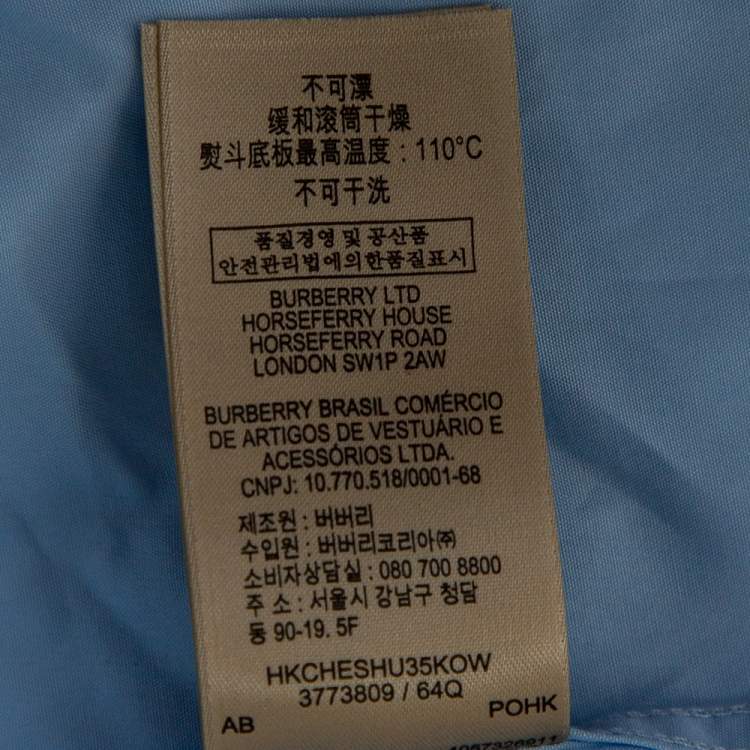 不可漂
缓和滚筒干燥
熨斗底板最高温度 : 110°C
不可干洗
품질경영 및 공산품
안전관리법에의한품질표시
BURBERRY LTD
HORSEFERRY HOUSE
HORSEFERRY ROAD
LONDON SW1P 2AW
BURBERRY BRASIL COMÉRCIO
DE ARTIGOS DE VESTUÁRIO E
ACESSÓRIOS LTDA.
CNPJ: 10.770.518/0001-68
제조원 : 버버리
수입원 : 버버리코리아㈜
소비자상담실 : 080 700 8800
주 소 : 서울시 강남구 청담
동 90-19. 5F
HKCHESHU35KOW
3773809 / 64Q
AB POHK